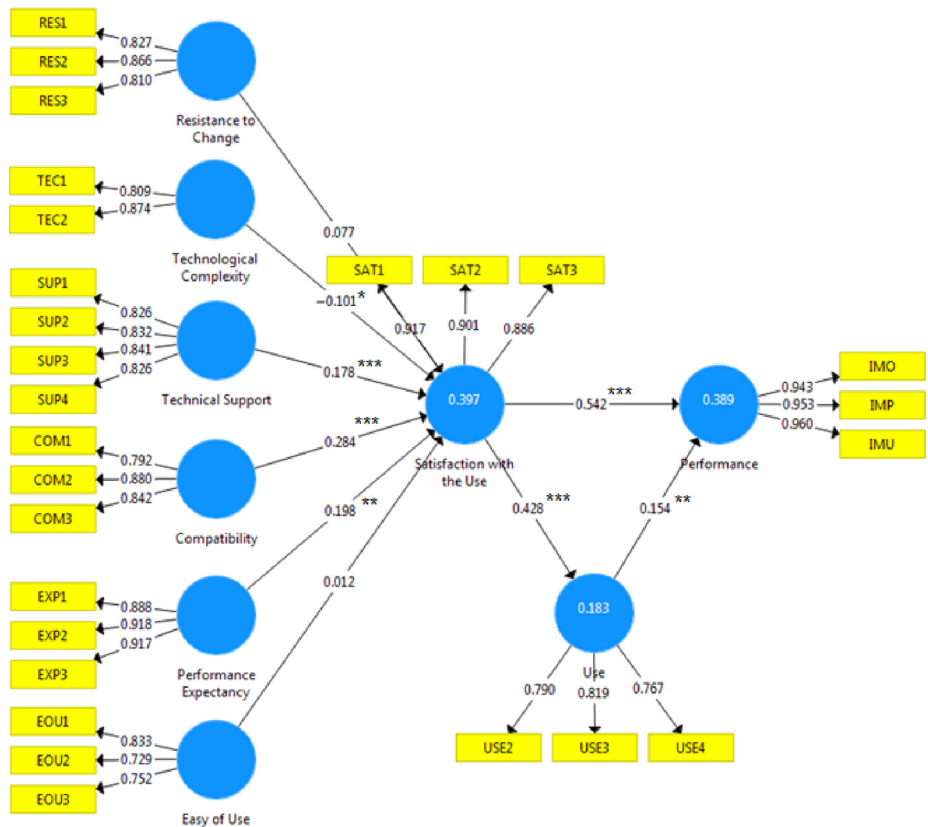 RES1
0.827
RES2
0.866
RES3
0.810
Resistance to
Change
0.077
TEC1
0.809
TEC2
0.874
Technological
Complexity
−0.101*
SAT1
SAT2
SAT3
0.917
0.901
0.886
SUP1
0.826
SUP2
0.832
SUP3
0.841
SUP4
0.826
Technical Support
0.178***
COM1
0.792
COM2
0.880
COM3
0.842
Compatibility
0.284***
0.397
Satisfaction with
the Use
0.542***
0.389
Performance
IMO
0.943
IMP
0.953
IMU
0.960
0.428***
0.154**
EXP1
0.888
EXP2
0.918
EXP3
0.917
Performance
Expectancy
0.198**
0.183
Use
0.790
0.819
0.767
USE2
USE3
USE4
EOU1
0.833
EOU2
0.729
EOU3
0.752
Easy of Use
0.012